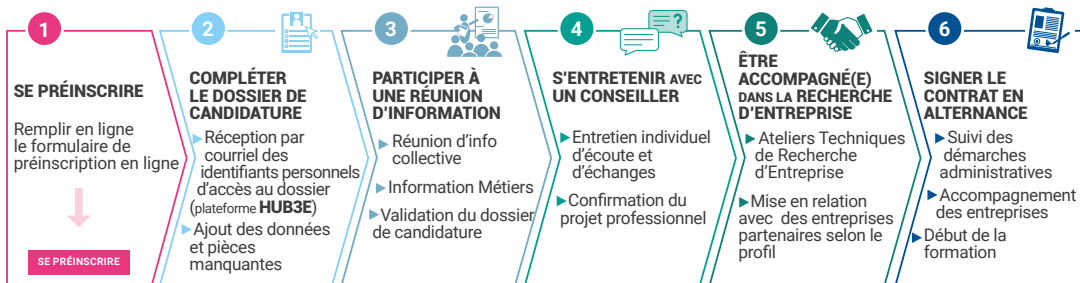 1
SE PRÉINSCRIRE
Remplir en ligne
le formulaire de
préinscription en ligne
SE PRÉINSCRIRE
2
COMPLÉTER
LE DOSSIER DE
CANDIDATURE
▶Réception par
courriel des
identifiants personnels
d'accès au dossier
(plateforme HUB3E)
▶Ajout des données
et pièces
manquantes
3
PARTICIPER À
UNE RÉUNION
D'INFORMATION
▶Réunion d'info
collective
▶Information Métiers
▶Validation du dossier
de candidature
4
?
S'ENTRETENIR AVEC
UN CONSEILLER
▶Entretien individuel
d'écoute et
d'échanges
▶Confirmation du
projet professionnel
5
ÊTRE
ACCOMPAGNÉ(E)
DANS LA RECHERCHE
D'ENTREPRISE
▶Ateliers Techniques
de Recherche
d'Entreprise
▶Mise en relation
avec des entreprises
partenaires selon le
profil
6
SIGNER LE
CONTRAT EN
ALTERNANCE
▶Suivi des
démarches
administratives
▶Accompagnement
des entreprises
▶Début de la
formation